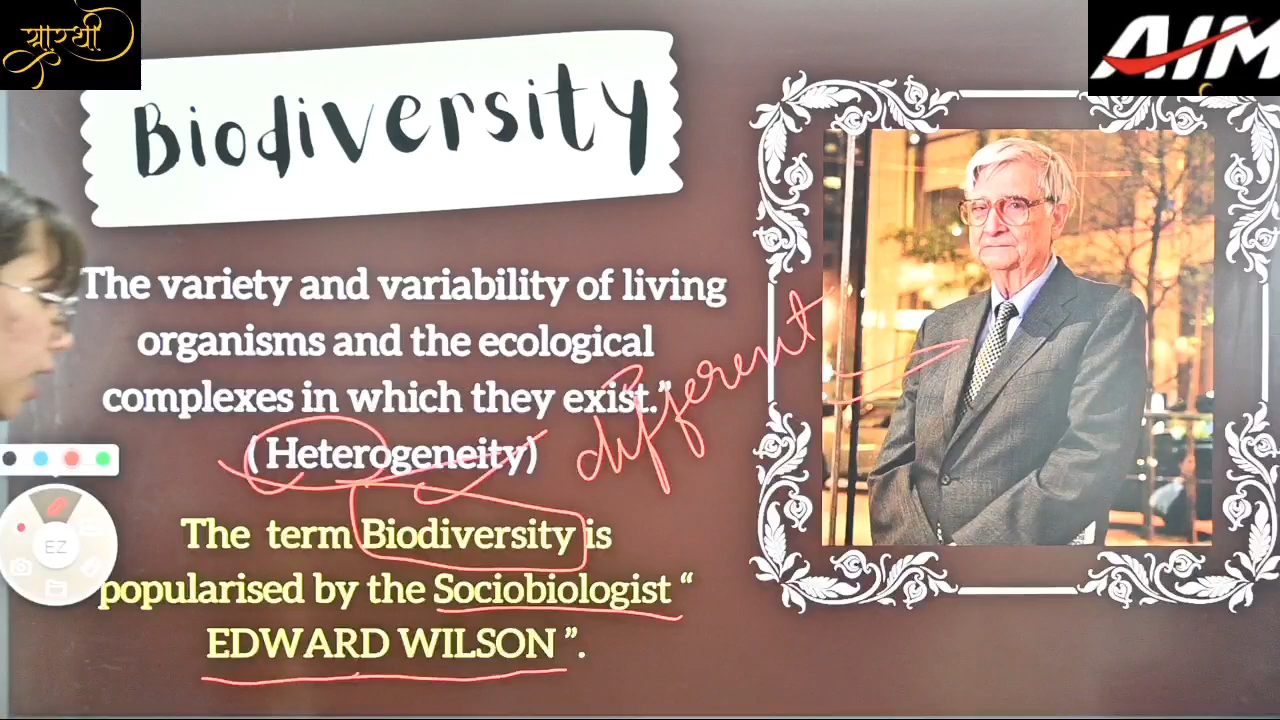 सारथी
AIM
Biodiversity
The variety and variability of living
organisms and the ecological
complexes in which they exist.”
(Heterogeneity)
different
The term Biodiversity is
popularised by the Sociobiologist “
EDWARD WILSON ”.
EZ